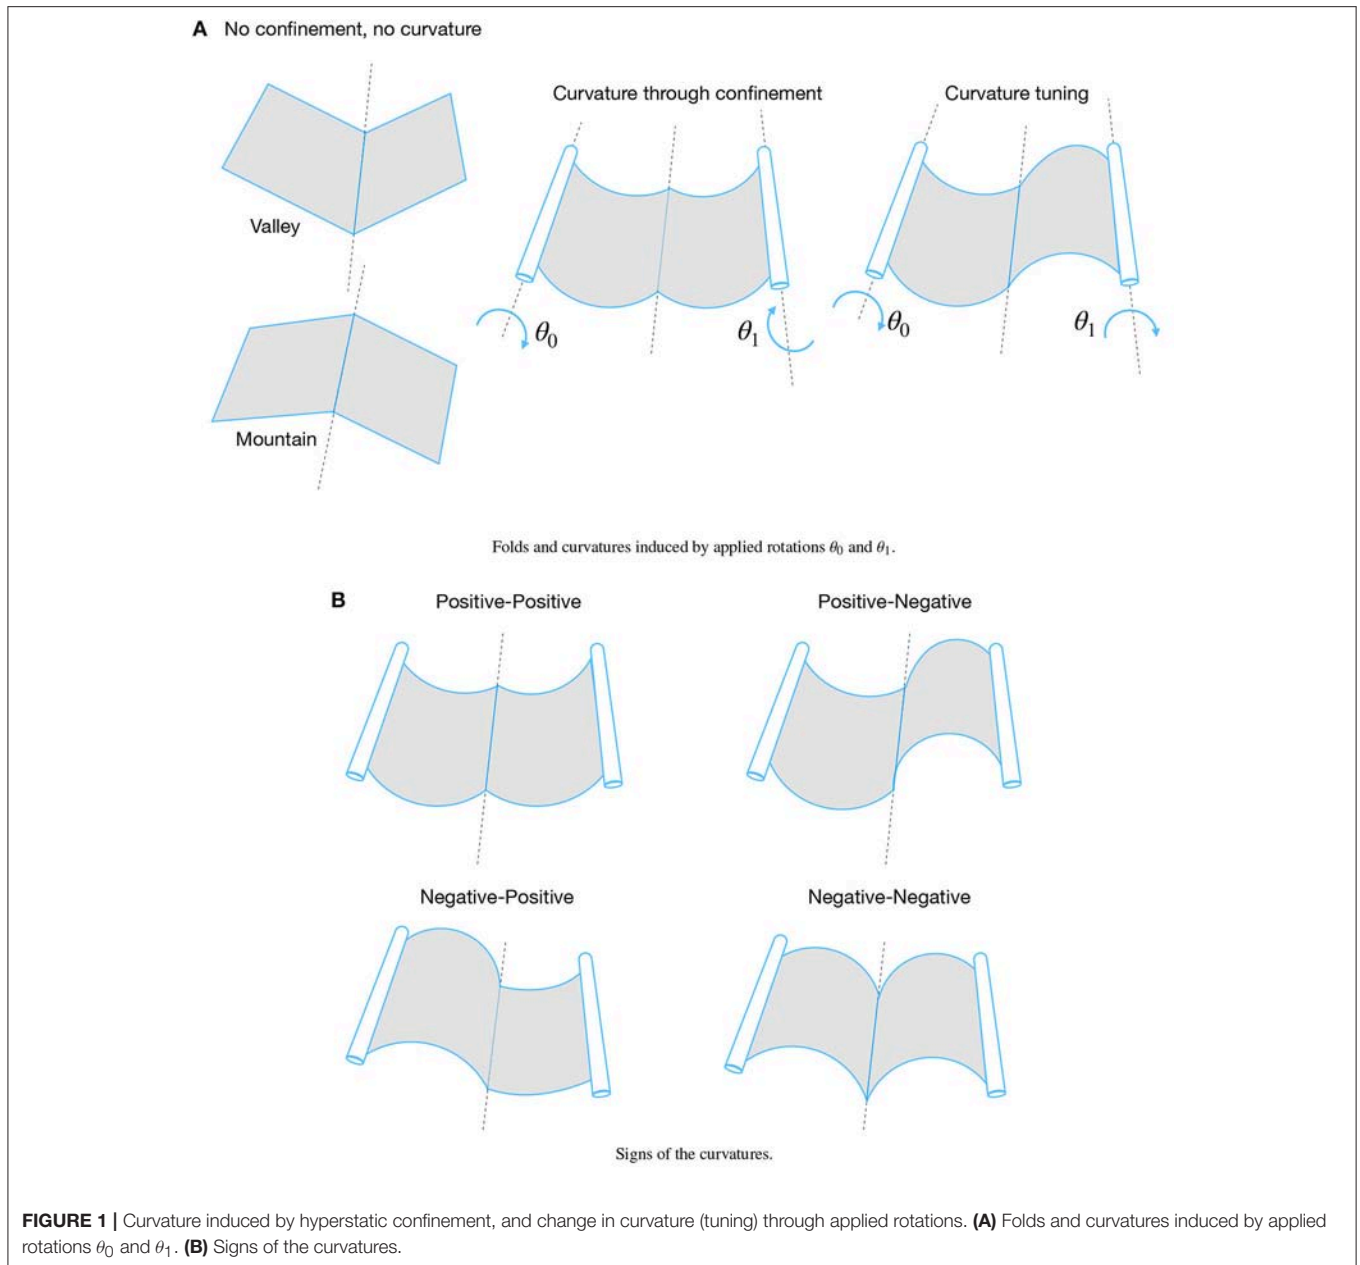 A No confinement, no curvature
Curvature through confinement
Curvature tuning
Valley
θ0
θ1
θ0
θ1
Mountain
Folds and curvatures induced by applied rotations θ0 and θ1.
B
Positive-Positive
Positive-Negative
Negative-Positive
Negative-Negative
Signs of the curvatures.
FIGURE 1 | Curvature induced by hyperstatic confinement, and change in curvature (tuning) through applied rotations. (A) Folds and curvatures induced by applied
rotations θ0 and θ1. (B) Signs of the curvatures.